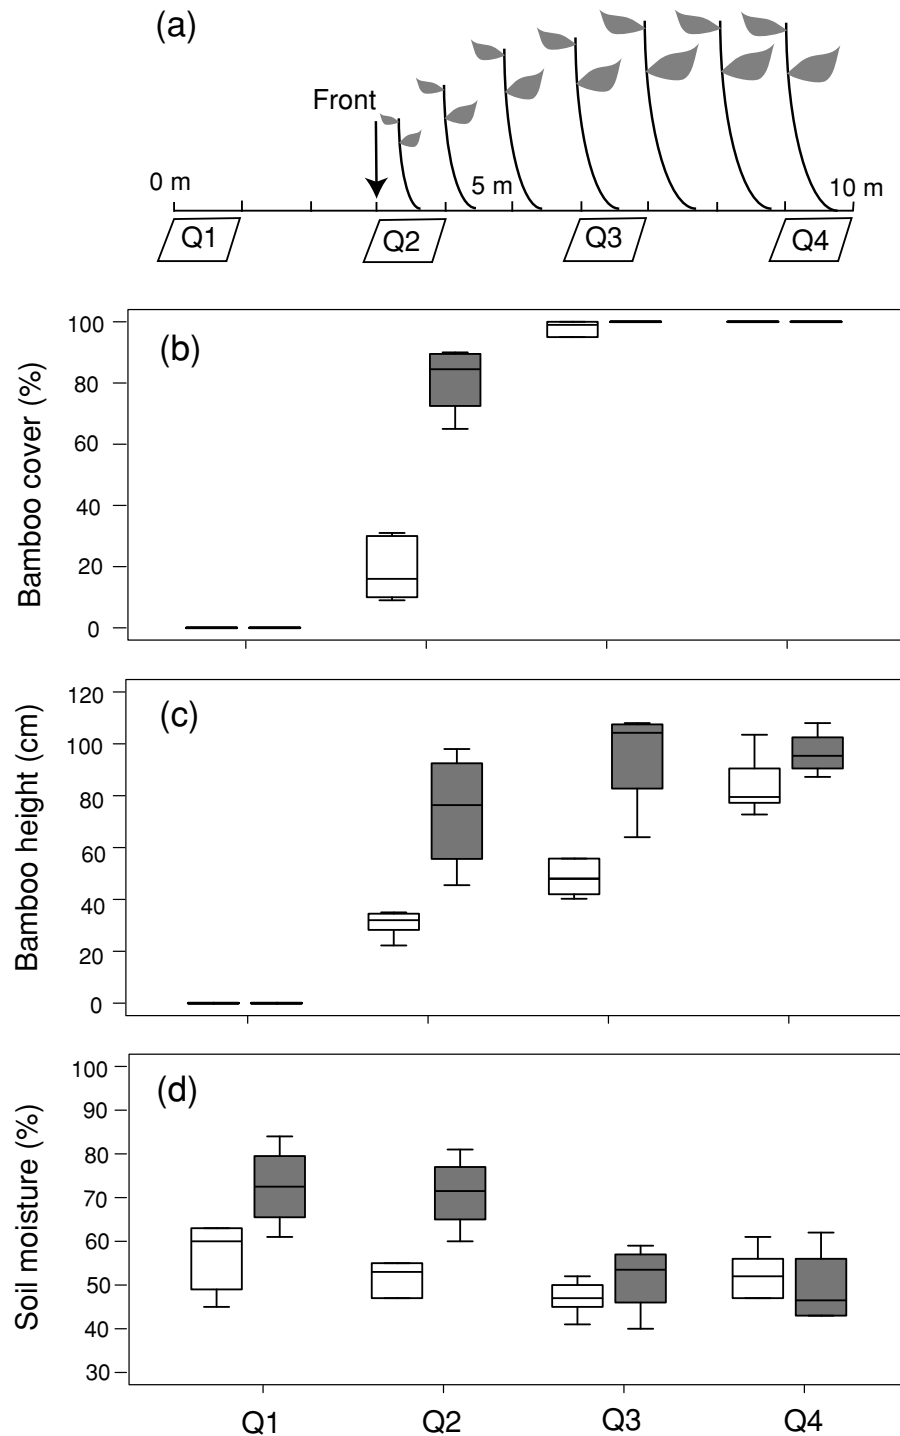 (a)
Front
0 m
5 m
10 m
Q1
Q2
Q3
Q4
(b)
Bamboo cover (%)
100
80
60
40
20
0
(c)
Bamboo height (cm)
120
100
80
60
40
20
0
(d)
Soil moisture (%)
100
90
80
70
60
50
40
30
Q1
Q2
Q3
Q4